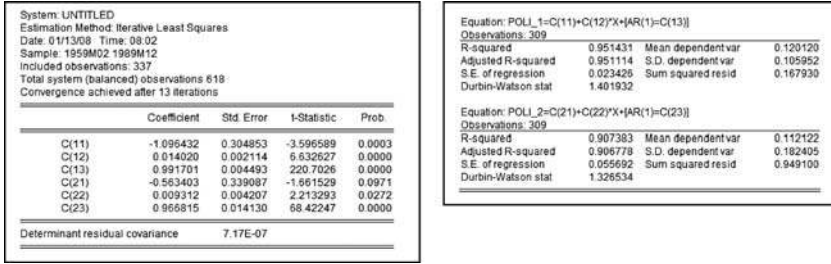 System: UNTITLED
Estimation Method: Iterative Least Squares
Date: 01/13/08 Time: 08:02
Sample: 1959M02 1989M12
Included observations: 337
Total system (balanced) observations 618
Convergence achieved after 13 iterations
Coefficient Std. Error t-Statistic Prob.
C(11) -1.096432 0.304853 -3.596589 0.0003
C(12) 0.014020 0.002114 6.632627 0.0000
C(13) 0.991701 0.004493 220.7026 0.0000
C(21) -0.563403 0.339087 -1.661529 0.0971
C(22) 0.009312 0.004207 2.213293 0.0272
C(23) 0.966815 0.014130 68.42247 0.0000
Determinant residual covariance 7.17E-07
Equation: POLI_1=C(11)+C(12)*X+[AR(1)=C(13)]
Observations: 309
R-squared 0.951431 Mean dependent var 0.120120
Adjusted R-squared 0.951114 S.D. dependent var 0.105952
S.E. of regression 0.023426 Sum squared resid 0.167930
Durbin-Watson stat 1.401932
Equation: POLI_2=C(21)+C(22)*X+[AR(1)=C(23)]
Observations: 309
R-squared 0.907383 Mean dependent var 0.112122
Adjusted R-squared 0.906778 S.D. dependent var 0.182405
S.E. of regression 0.055692 Sum squared resid 0.949100
Durbin-Watson stat 1.326534